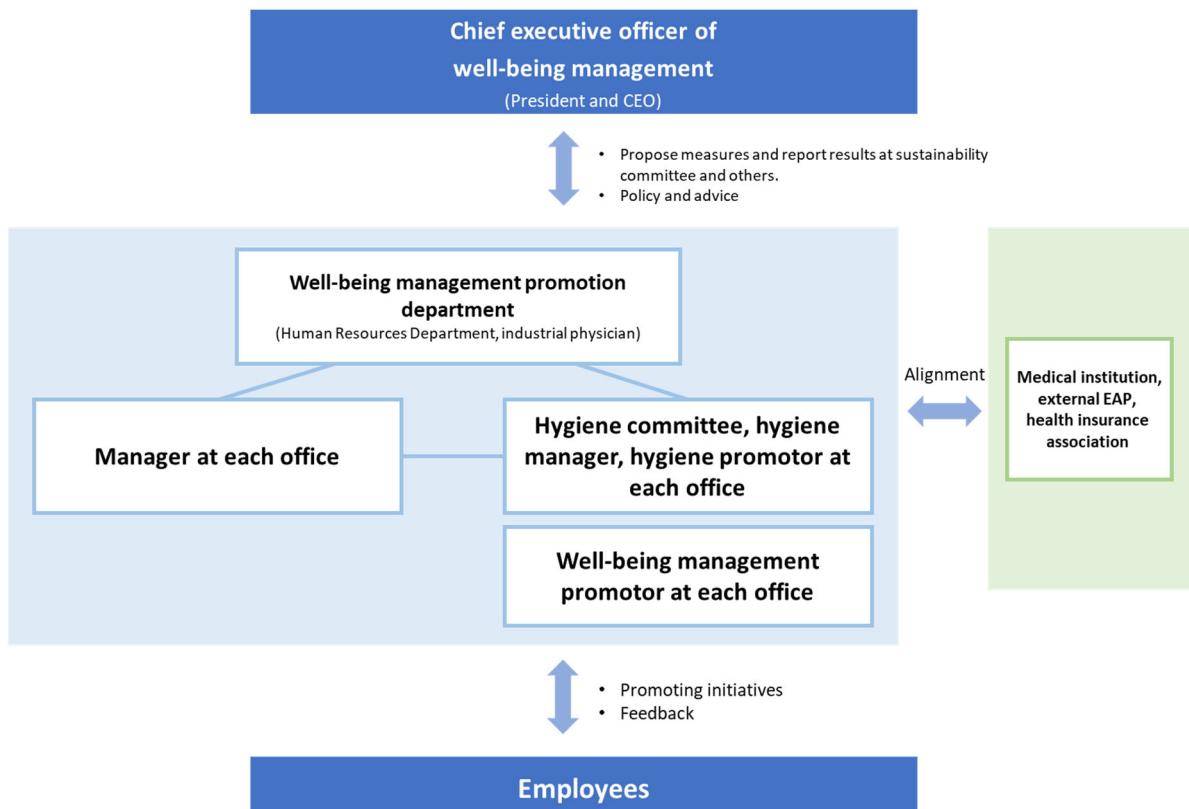 Chief executive officer of
well-being management
(President and CEO)
• Propose measures and report results at sustainability
committee and others.
• Policy and advice
Well-being management promotion
department
(Human Resources Department, industrial physician)
Manager at each office
Hygiene committee, hygiene
manager, hygiene promotor at
each office
Well-being management
promotor at each office
Alignment
Medical institution,
external EAP,
health insurance
association
• Promoting initiatives
• Feedback
Employees